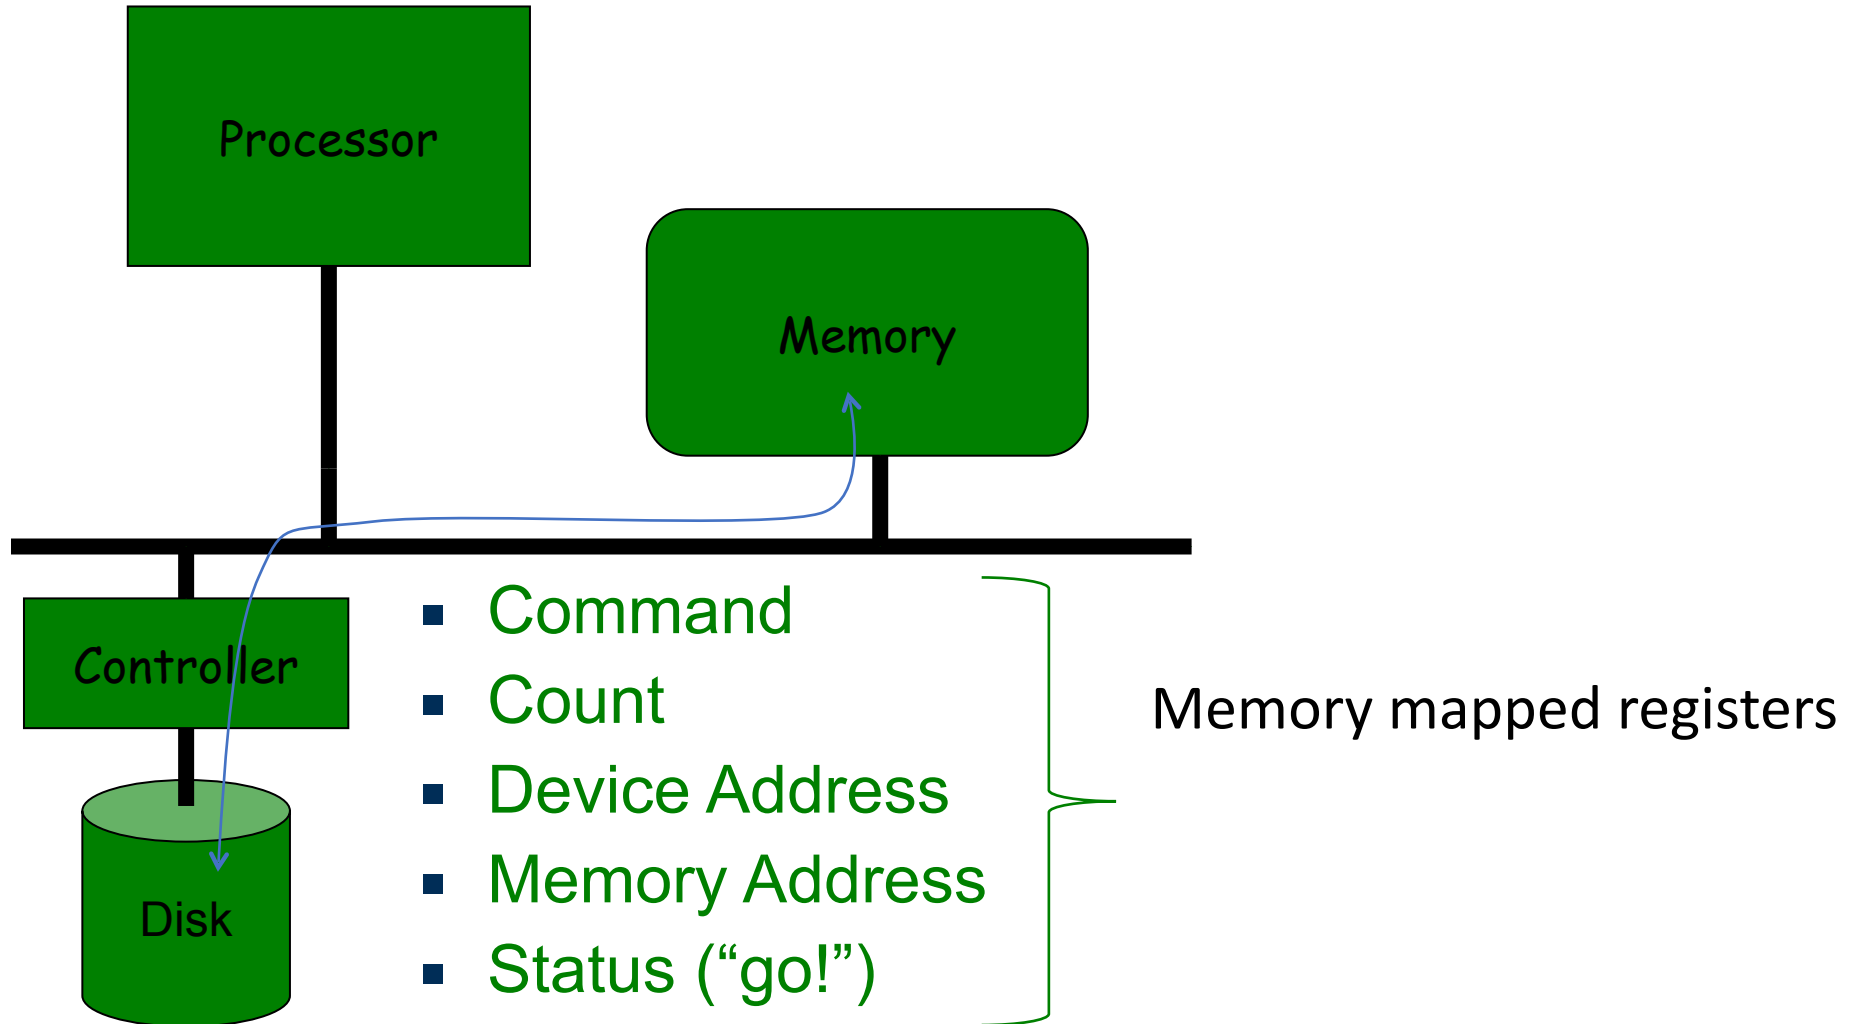 Processor
Memory
Controller
Disk
▪ Command
▪ Count
▪ Device Address
▪ Memory Address
▪ Status (“go!”)
Memory mapped registers